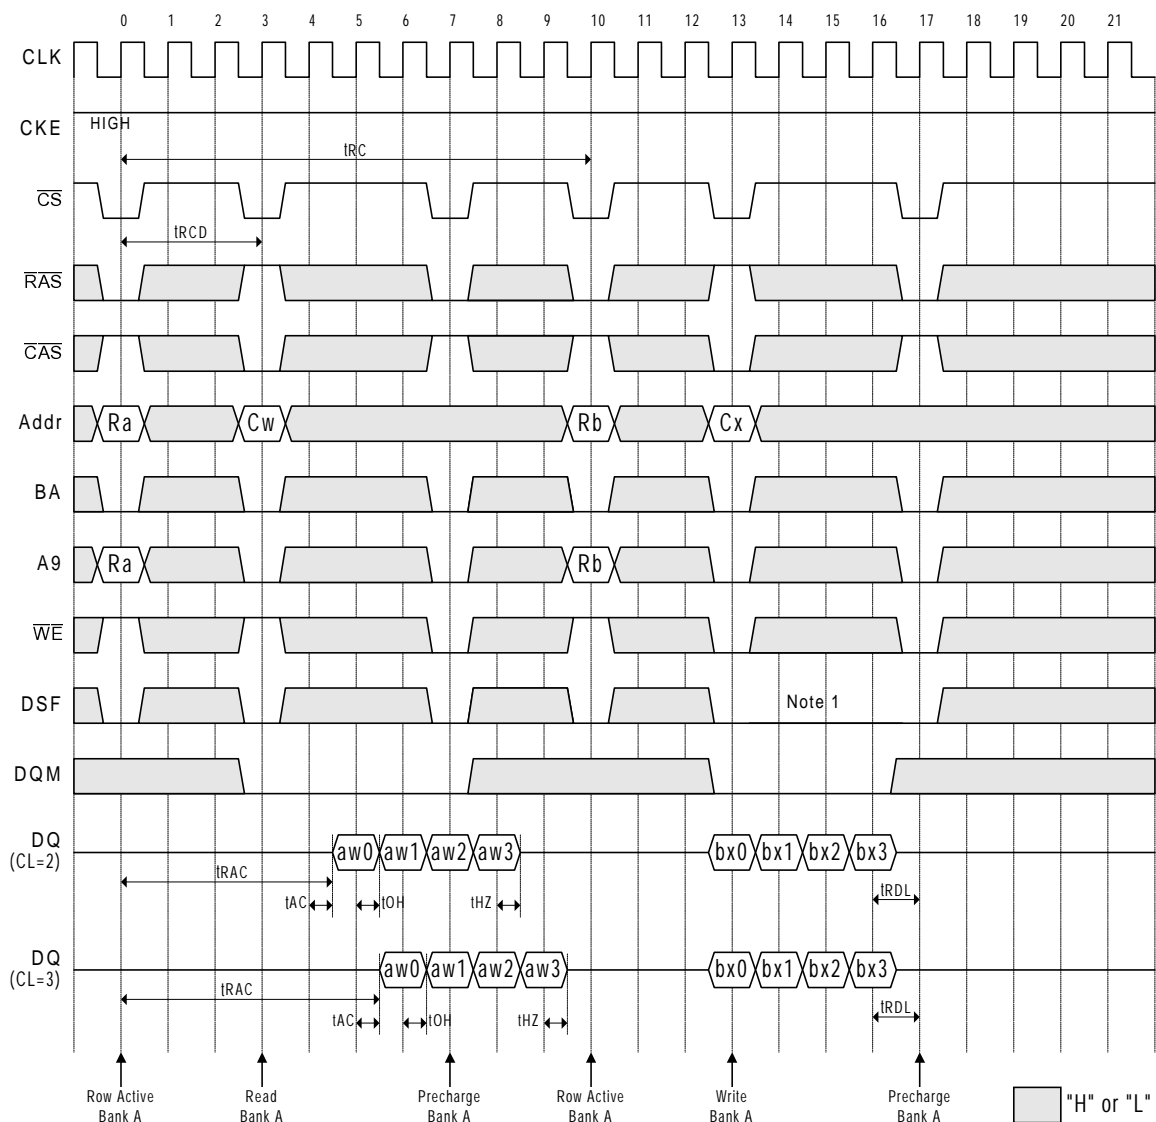 0 1 2 3 4 5 6 7 8 9 10 11 12 13 14 15 16 17 18 19 20 21
CLK
CKE
HIGH
tRC
CS
tRCD
RAS
CAS
Addr Ra Cw Rb Cx
BA
A9 Ra Rb
WE
DSF Note 1
DQM
DQ
(CL=2)
aw0 aw1 aw2 aw3 bx0 bx1 bx2 bx3
tRAC
tAC tOH tHZ tRDL
DQ
(CL=3)
aw0 aw1 aw2 aw3 bx0 bx1 bx2 bx3
tRAC
tAC tOH tHZ tRDL
Row Active
Bank A
Read
Bank A
Precharge
Bank A
Row Active
Bank A
Write
Bank A
Precharge
Bank A
"H" or "L"